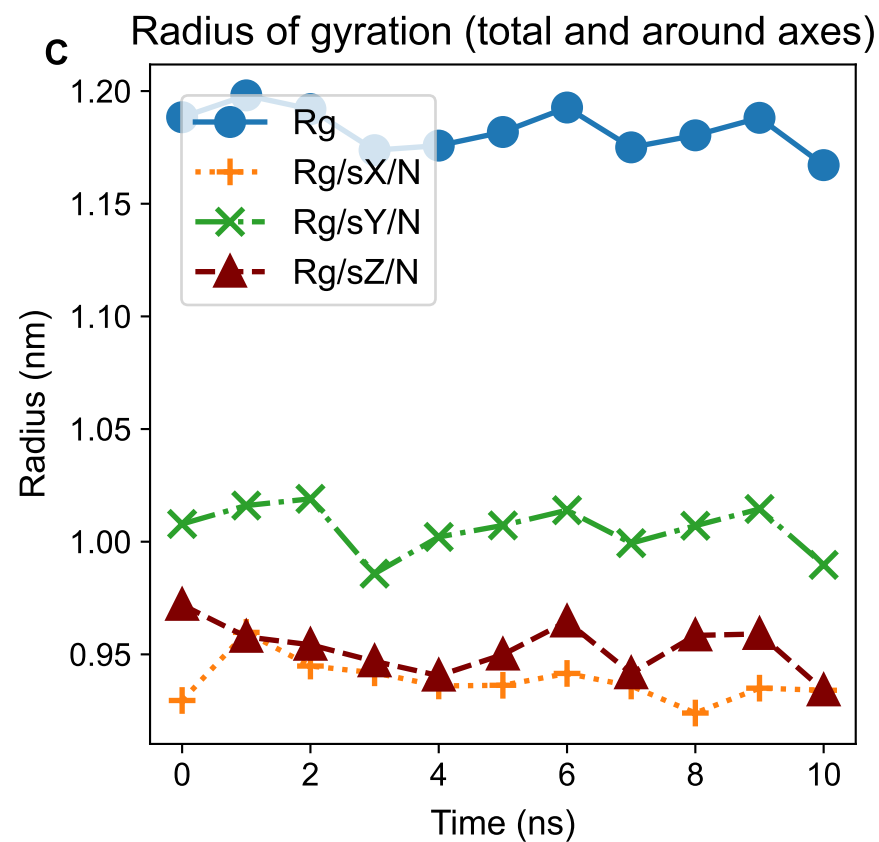 C
Radius of gyration (total and around axes)
Rg
Rg/sX/N
Rg/sY/N
Rg/sZ/N
1.20
1.15
1.10
1.05
1.00
0.95
Radius (nm)
0 2 4 6 8 10
Time (ns)